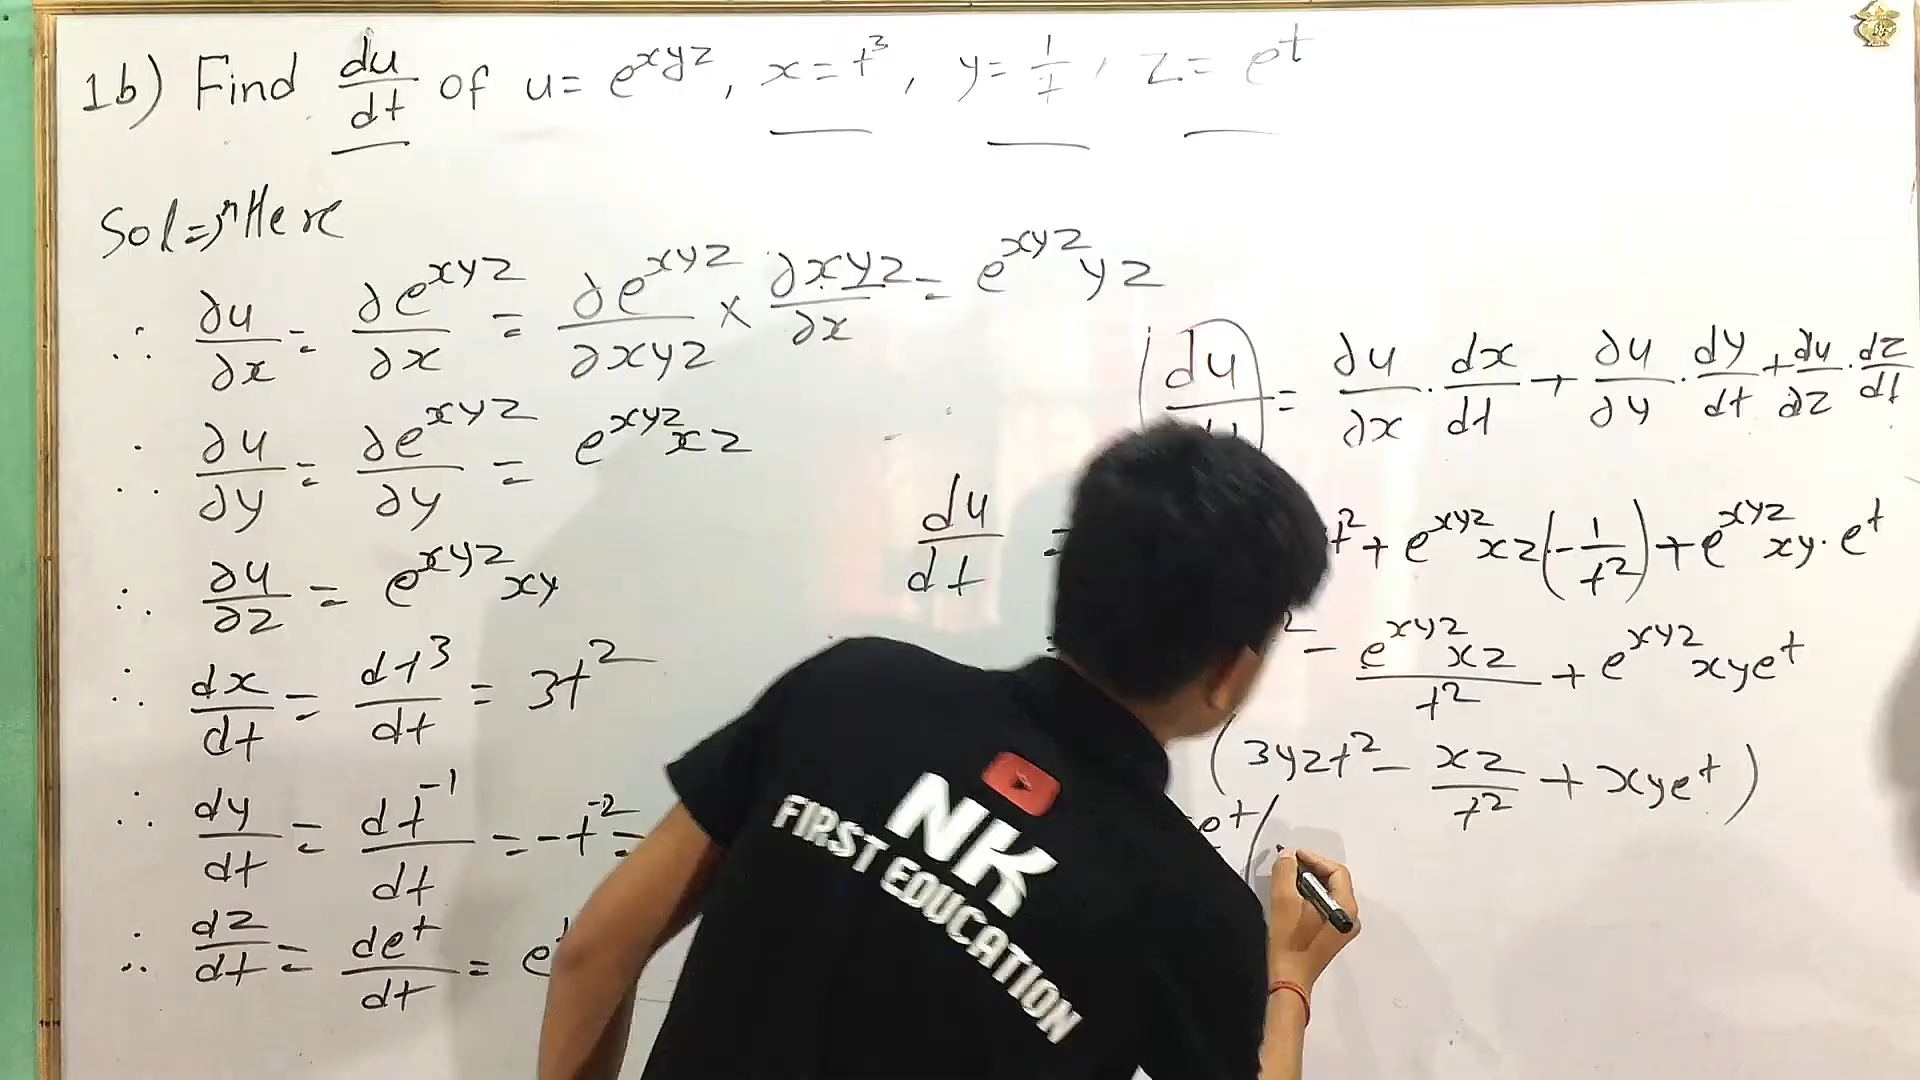 1b) Find du/dt of u = e^xyz, x = t^3, y = 1/t, z = e^t
Sol^n => Here
∴ ∂u/∂x = ∂e^xyz/∂x = ∂e^xyz/∂xyz × ∂xyz/∂x = e^xyz yz
∴ ∂u/∂y = ∂e^xyz/∂y = e^xyz xz
∴ ∂u/∂z = e^xyz xy
∴ dx/dt = dt^3/dt = 3t^2
∴ dy/dt = dt^-1/dt = -t^-2 =
∴ dz/dt = de^t/dt = e
du = ∂u/∂x · dx/dt + ∂u/∂y · dy/dt + ∂u/∂z · dz/dt
du/dt = t^2 + e^xyz xz (-1/t^2) + e^xyz xy · e^t
= 2 - e^xyz xz/t^2 + e^xyz xye^t
(3yzt^2 - xz/t^2 + xye^t)
e^t (
NK
FIRST EDUCATION